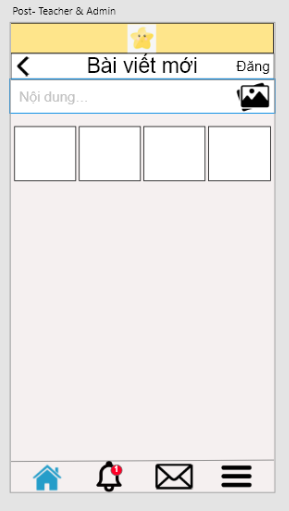 Post- Teacher & Admin
Bài viết mới
Đăng
Nội dung...
1